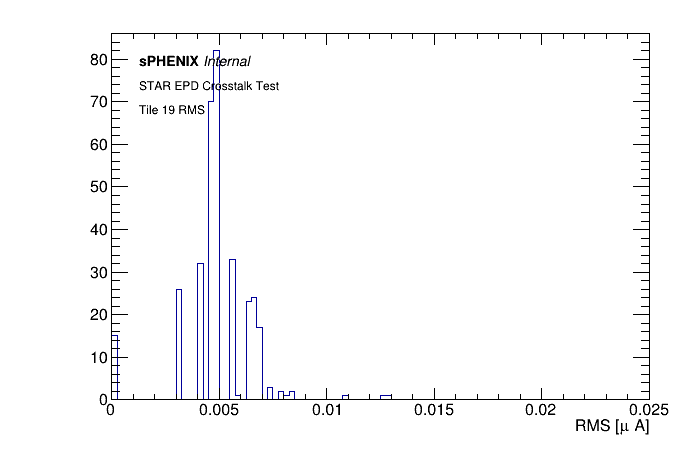 80
70
60
50
40
30
20
10
0
sPHENIX Internal
STAR EPD Crosstalk Test
Tile 19 RMS
0 0.005 0.01 0.015 0.02 0.025
RMS [μ A]